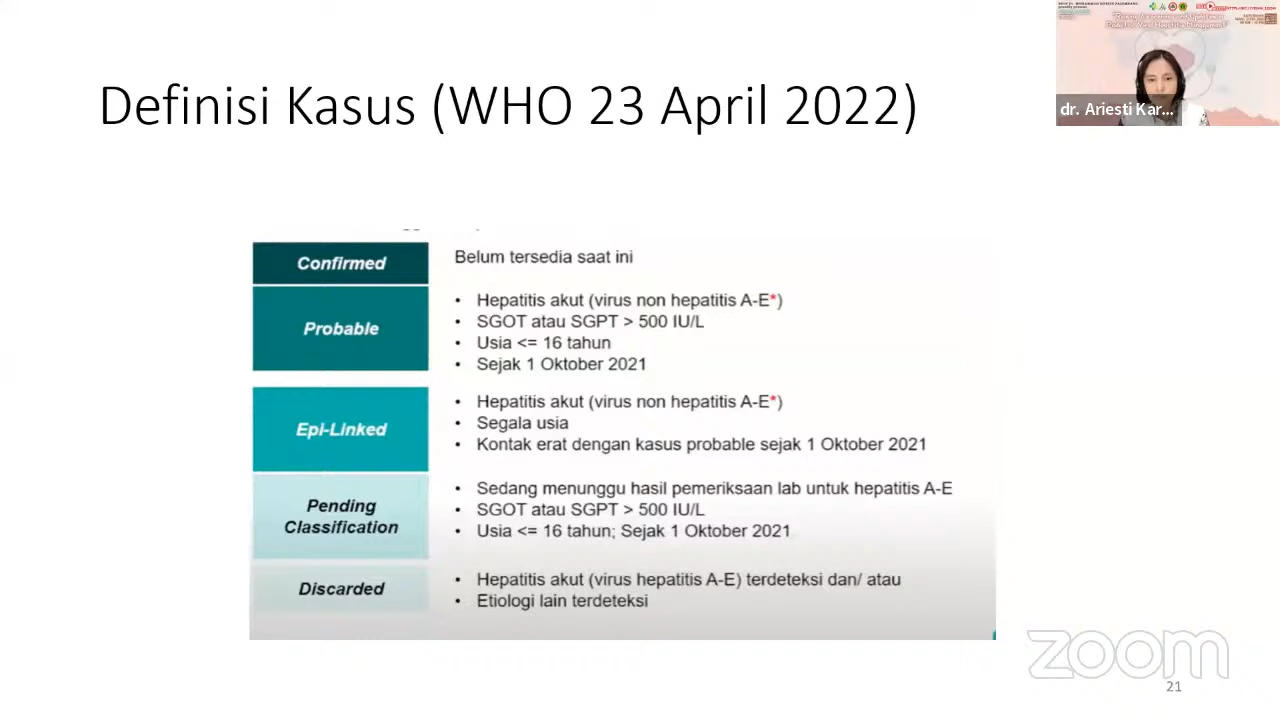 Definisi Kasus (WHO 23 April 2022)
dr. Ariesti Kar...
Confirmed
Belum tersedia saat ini
Probable
• Hepatitis akut (virus non hepatitis A-E*)
• SGOT atau SGPT > 500 IU/L
• Usia <= 16 tahun
• Sejak 1 Oktober 2021
Epi-Linked
• Hepatitis akut (virus non hepatitis A-E*)
• Segala usia
• Kontak erat dengan kasus probable sejak 1 Oktober 2021
Pending
Classification
• Sedang menunggu hasil pemeriksaan lab untuk hepatitis A-E
• SGOT atau SGPT > 500 IU/L
• Usia <= 16 tahun; Sejak 1 Oktober 2021
Discarded
• Hepatitis akut (virus hepatitis A-E) terdeteksi dan/ atau
• Etiologi lain terdeteksi
zoom
21